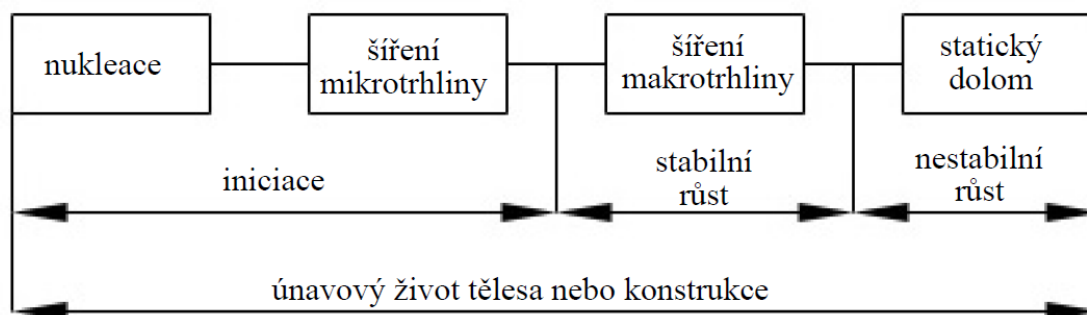 nukleace
šíření
mikrotrhliny
šíření
makrotrhliny
statický
dolom
iniciace
stabilní
růst
nestabilní
růst
únavový život tělesa nebo konstrukce